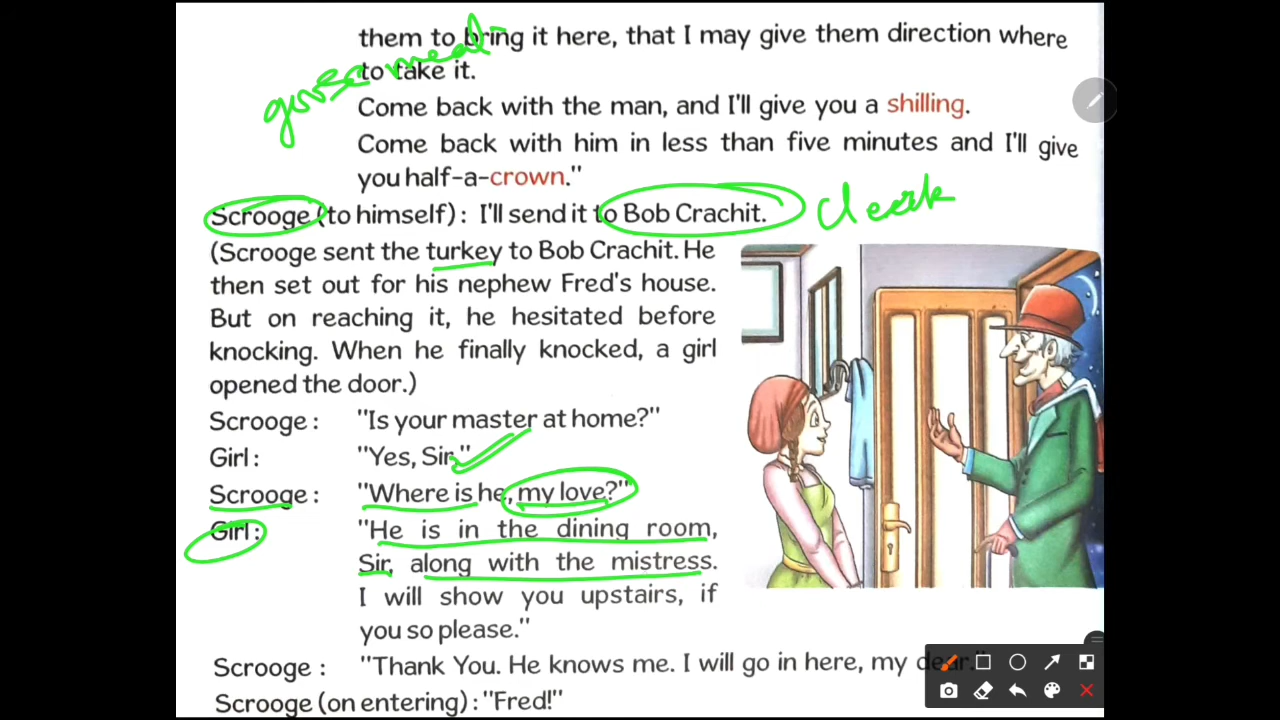 them to bring it here, that I may give them direction where
to take it.
Come back with the man, and I'll give you a shilling.
Come back with him in less than five minutes and I'll give
you half-a-crown."
Scrooge (to himself) : I'll send it to Bob Crachit.
clerk
(Scrooge sent the turkey to Bob Crachit. He
then set out for his nephew Fred's house.
But on reaching it, he hesitated before
knocking. When he finally knocked, a girl
opened the door.)
Scrooge : "Is your master at home?"
Girl : "Yes, Sir."
Scrooge : "Where is he, my love?"
Girl : "He is in the dining room,
Sir, along with the mistress.
I will show you upstairs, if
you so please."
Scrooge : "Thank You. He knows me. I will go in here, my dear."
Scrooge (on entering) : "Fred!"